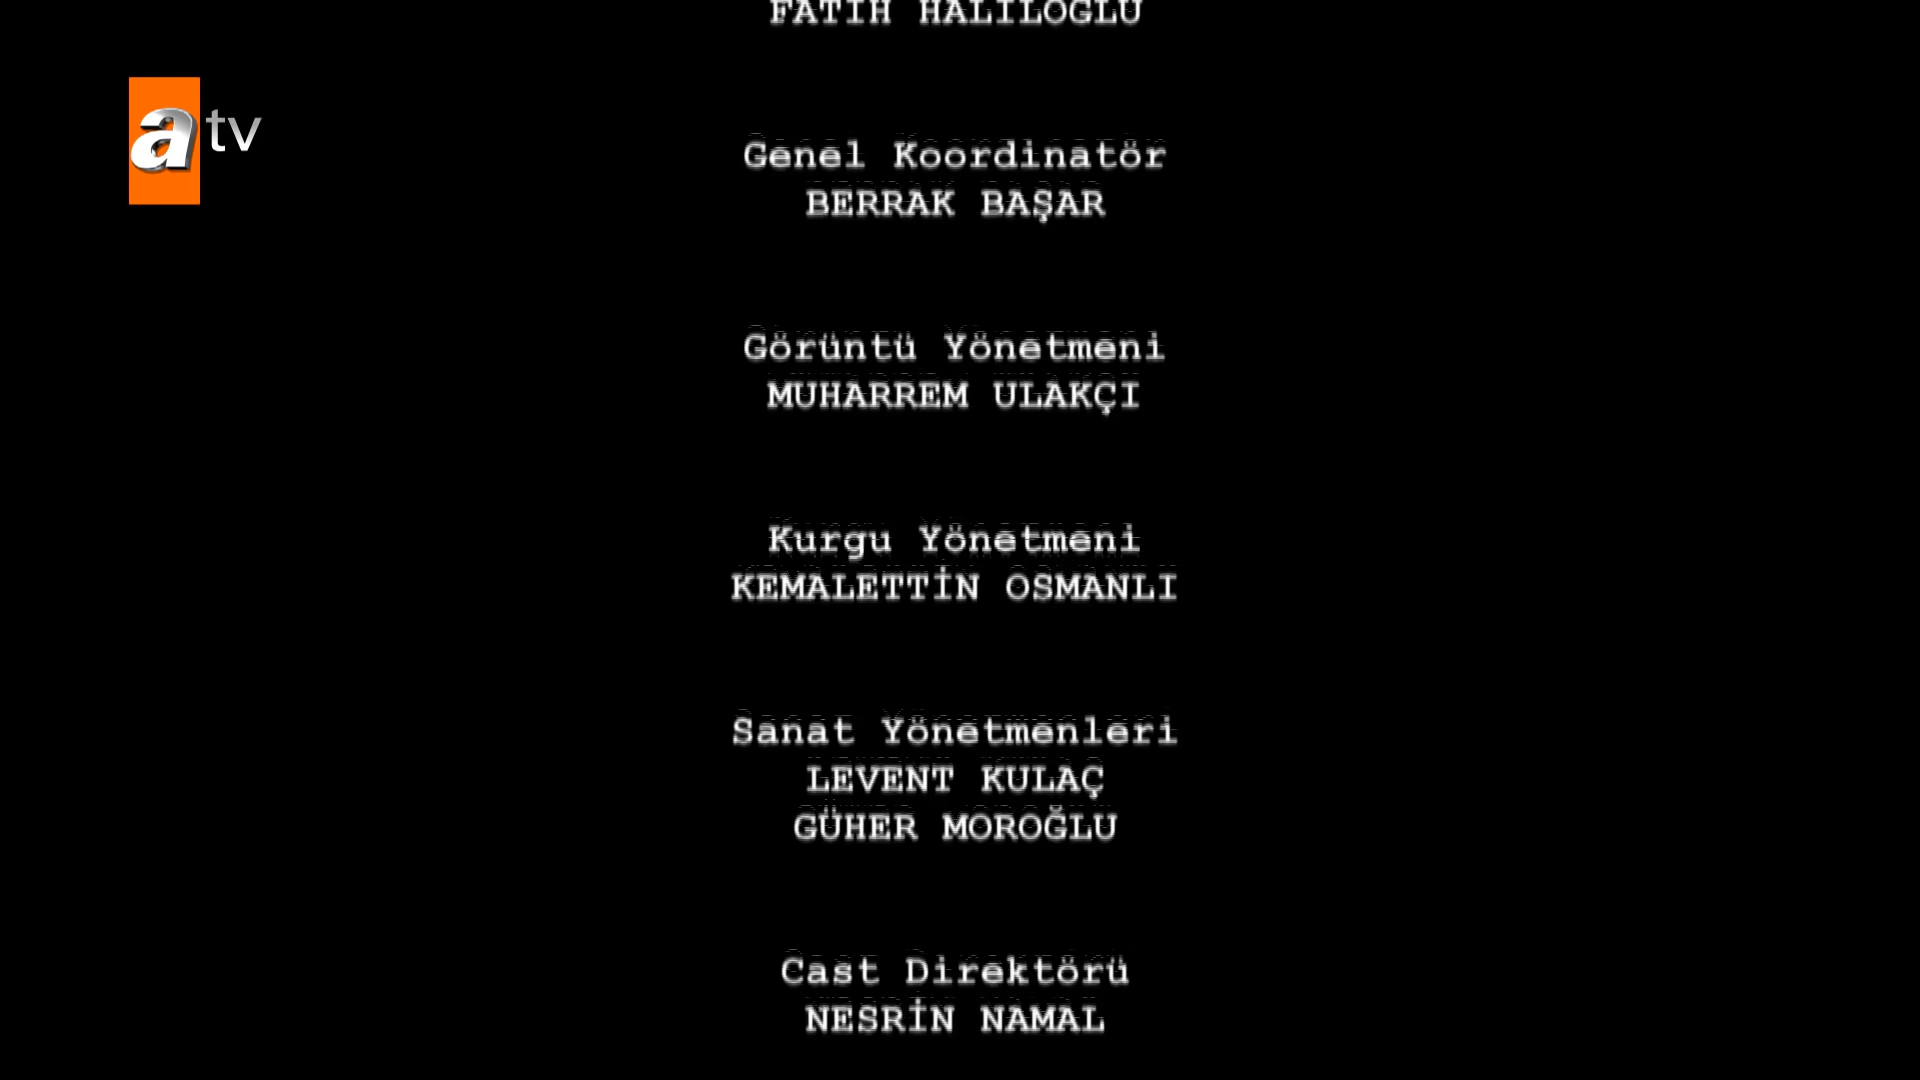 FATİH HALİLOĞLU
atv
Genel Koordinatör
BERRAK BAŞAR
Görüntü Yönetmeni
MUHARREM ULAKÇI
Kurgu Yönetmeni
KEMALETTİN OSMANLI
Sanat Yönetmenleri
LEVENT KULAÇ
GÜHER MOROĞLU
Cast Direktörü
NESRİN NAMAL